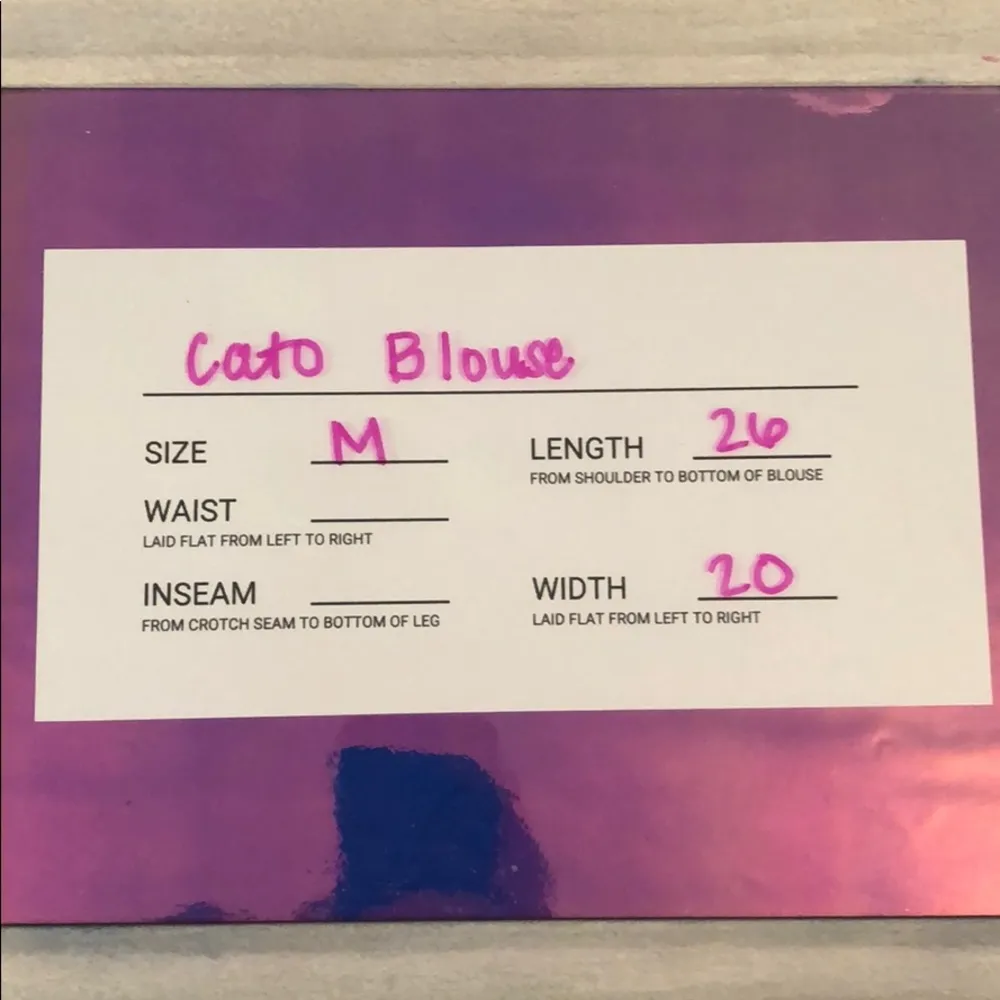 Cato Blouse
SIZE M
LENGTH 26
FROM SHOULDER TO BOTTOM OF BLOUSE
WAIST
LAID FLAT FROM LEFT TO RIGHT
INSEAM
FROM CROTCH SEAM TO BOTTOM OF LEG
WIDTH 20
LAID FLAT FROM LEFT TO RIGHT